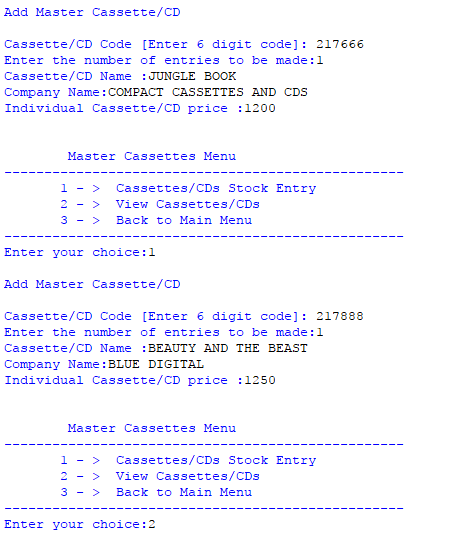 Add Master Cassette/CD
Cassette/CD Code [Enter 6 digit code]: 217666
Enter the number of entries to be made:1
Cassette/CD Name :JUNGLE BOOK
Company Name:COMPACT CASSETTES AND CDS
Individual Cassette/CD price :1200
Master Cassettes Menu
--------------------------------------------------
1 - >  Cassettes/CDs Stock Entry
2 - >  View Cassettes/CDs
3 - >  Back to Main Menu
--------------------------------------------------
Enter your choice:1
Add Master Cassette/CD
Cassette/CD Code [Enter 6 digit code]: 217888
Enter the number of entries to be made:1
Cassette/CD Name :BEAUTY AND THE BEAST
Company Name:BLUE DIGITAL
Individual Cassette/CD price :1250
Master Cassettes Menu
--------------------------------------------------
1 - >  Cassettes/CDs Stock Entry
2 - >  View Cassettes/CDs
3 - >  Back to Main Menu
--------------------------------------------------
Enter your choice:2